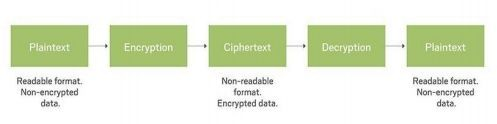 Plaintext
Encryption
Ciphertext
Decryption
Plaintext
Readable format.
Non-encrypted
data.
Non-readable
format.
Encrypted data.
Readable format.
Non-encrypted
data.